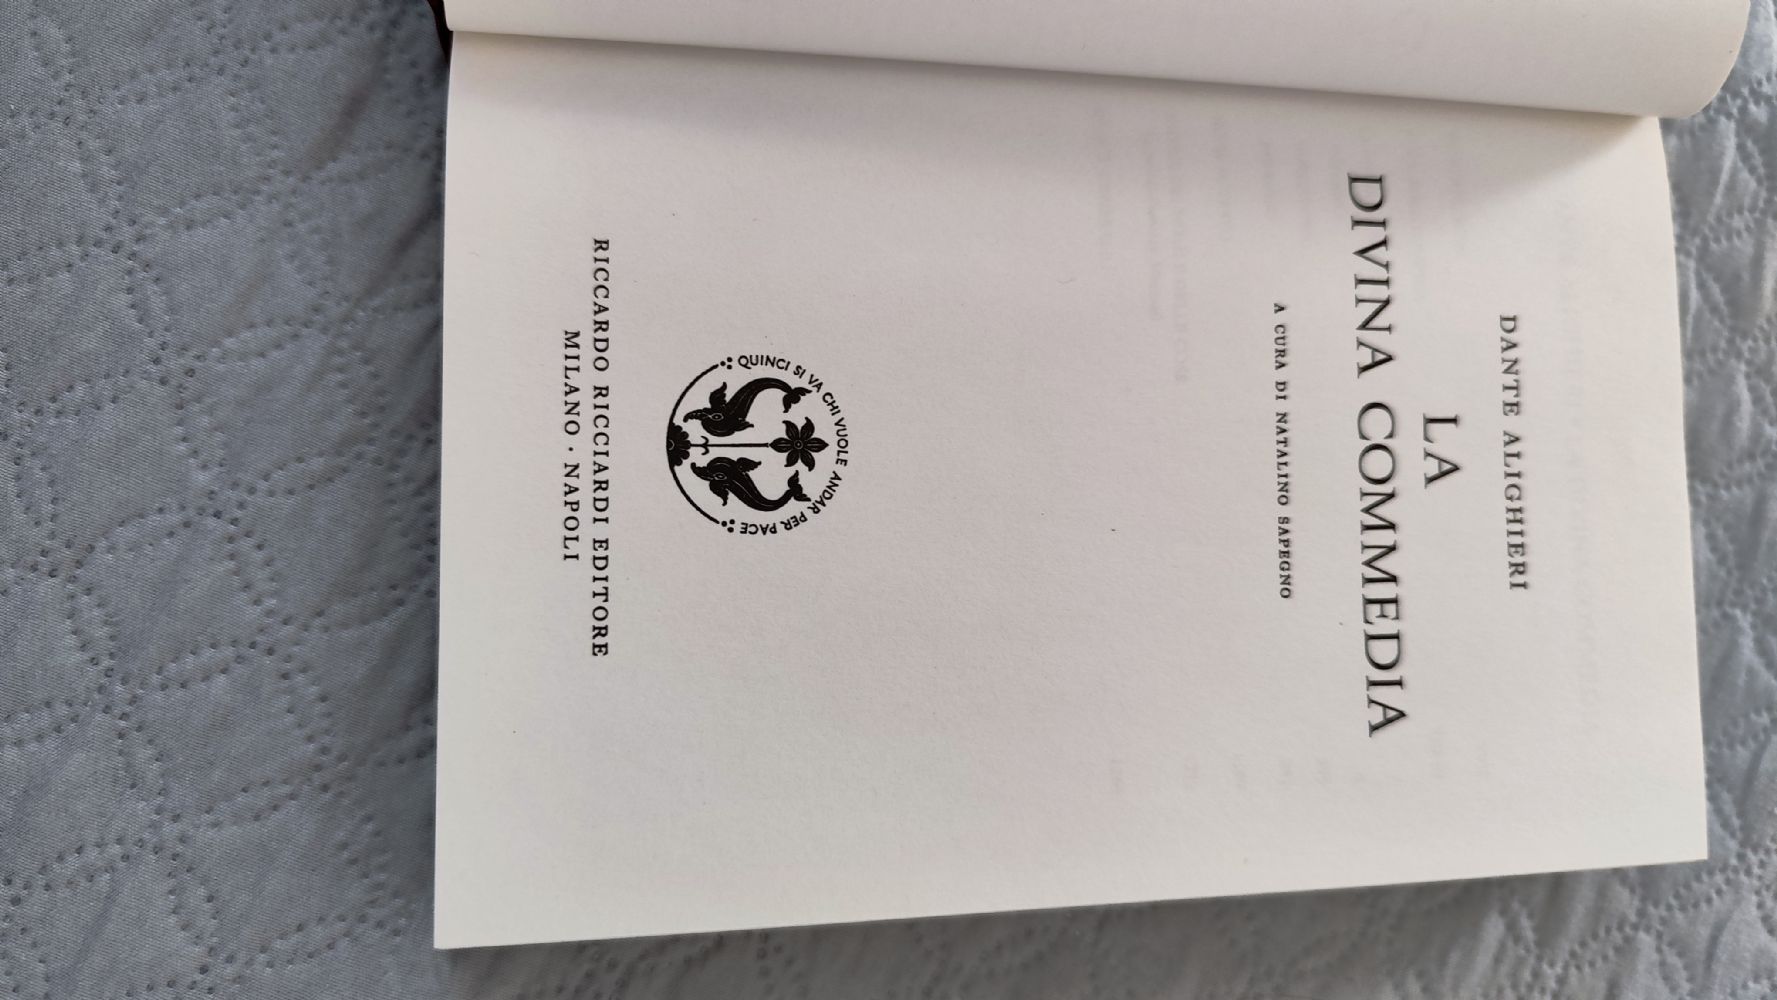 DANTE ALIGHIERI
LA
DIVINA COMMEDIA
A CURA DI NATALINO SAPEGNO
QUINCI SI VA CHI VUOLE ANDAR PER PACE
RICCARDO RICCIARDI EDITORE
MILANO · NAPOLI